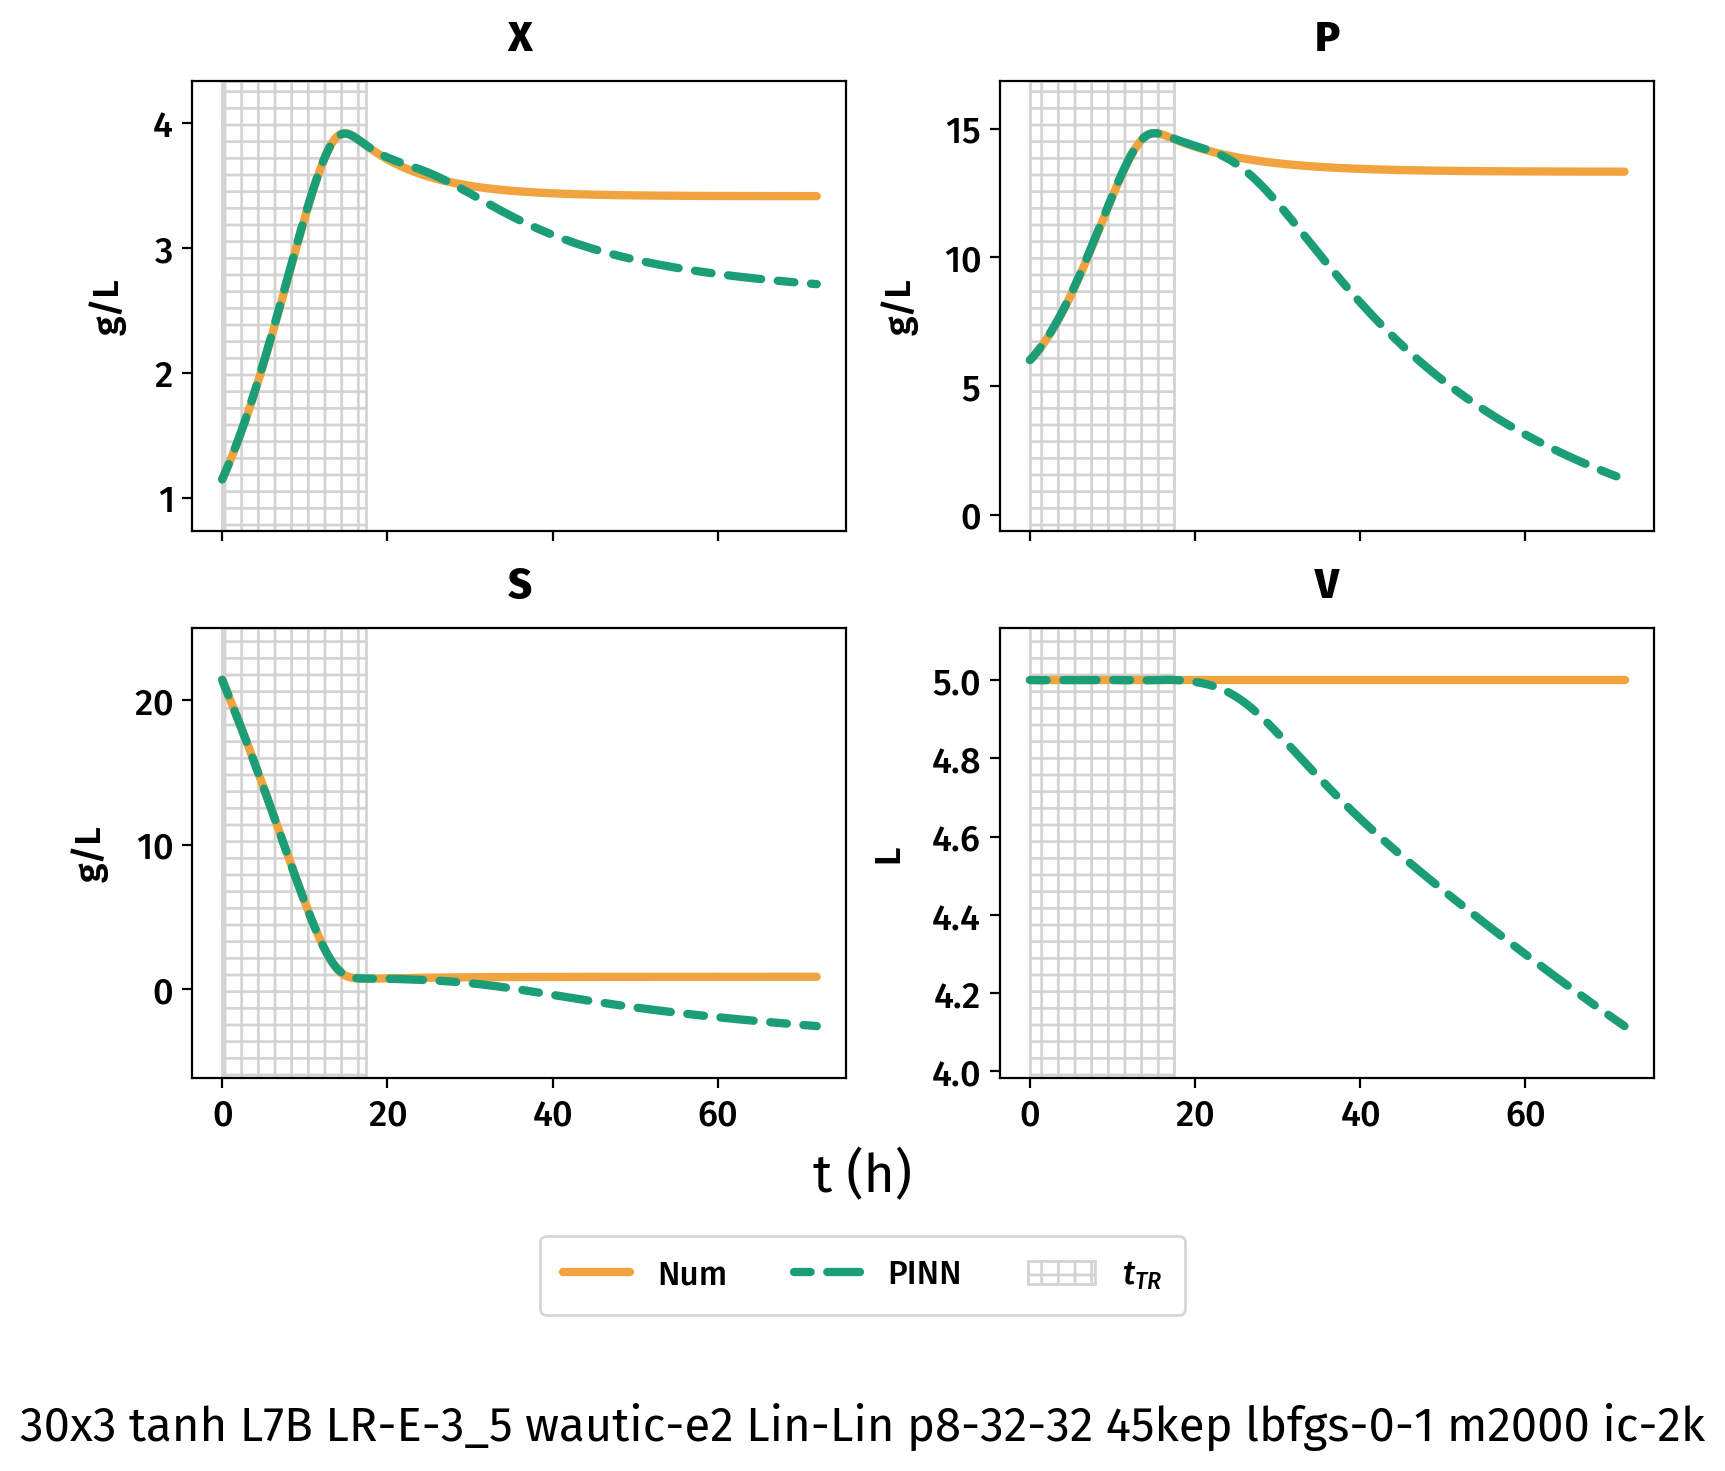 X
P
4
3
2
1
g/L
15
10
5
0
g/L
S
V
20
10
0
g/L
5.0
4.8
4.6
4.4
4.2
4.0
L
0 20 40 60
0 20 40 60
t (h)
Num PINN t_TR
30x3 tanh L7B LR-E-3_5 wautic-e2 Lin-Lin p8-32-32 45kep lbfgs-0-1 m2000 ic-2k